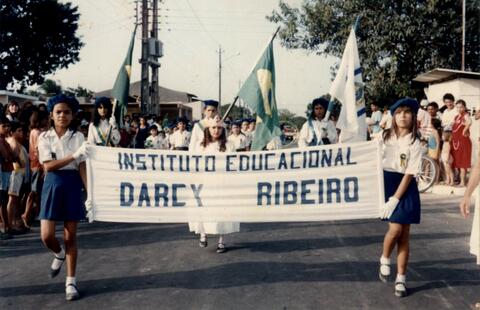 INSTITUTO EDUCACIONAL
DARCY RIBEIRO